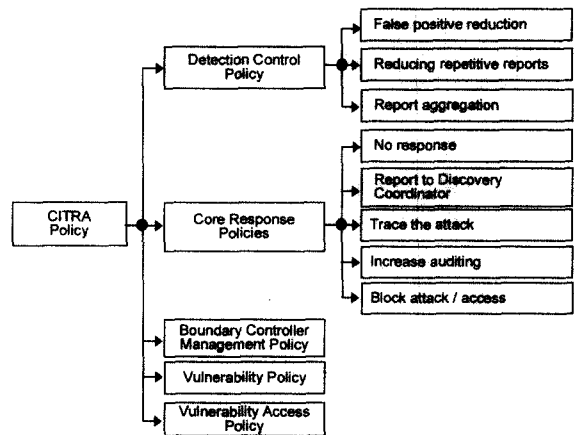 False positive reduction
Detection Control
Policy
Reducing repetitive reports
Report aggregation
No response
Report to Discovery
Coordinator
CITRA
Policy
Core Response
Policies
Trace the attack
Increase auditing
Block attack / access
Boundary Controller
Management Policy
Vulnerability Policy
Vulnerability Access
Policy